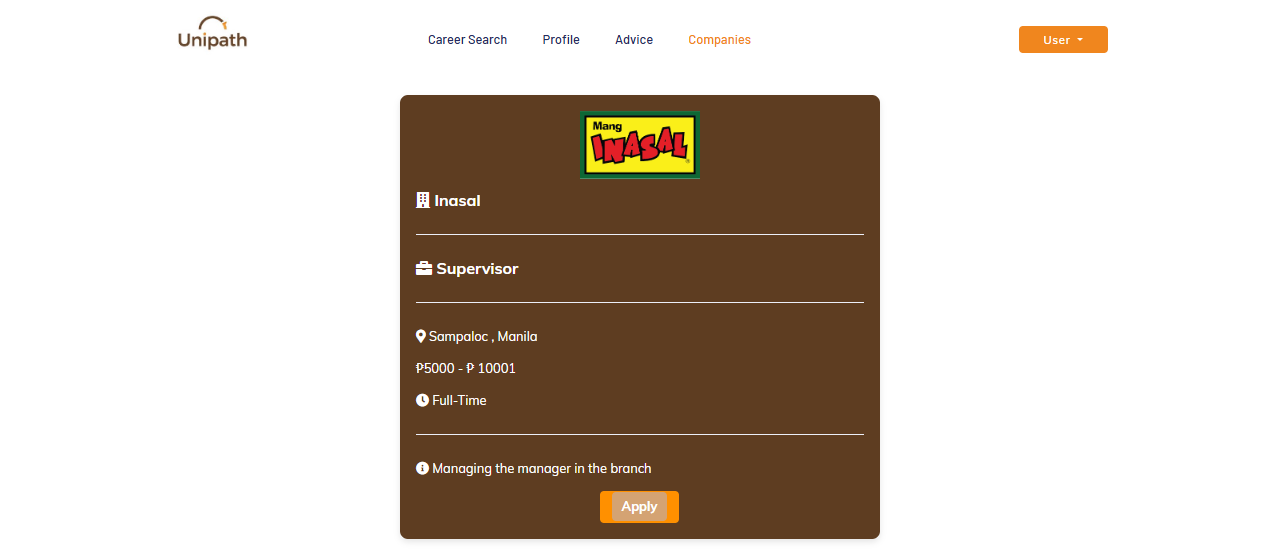 Unipath
Career Search Profile Advice Companies
User
Mang
INASAL
Inasal
Supervisor
Sampaloc , Manila
₱5000 - ₱ 10001
Full-Time
Managing the manager in the branch
Apply